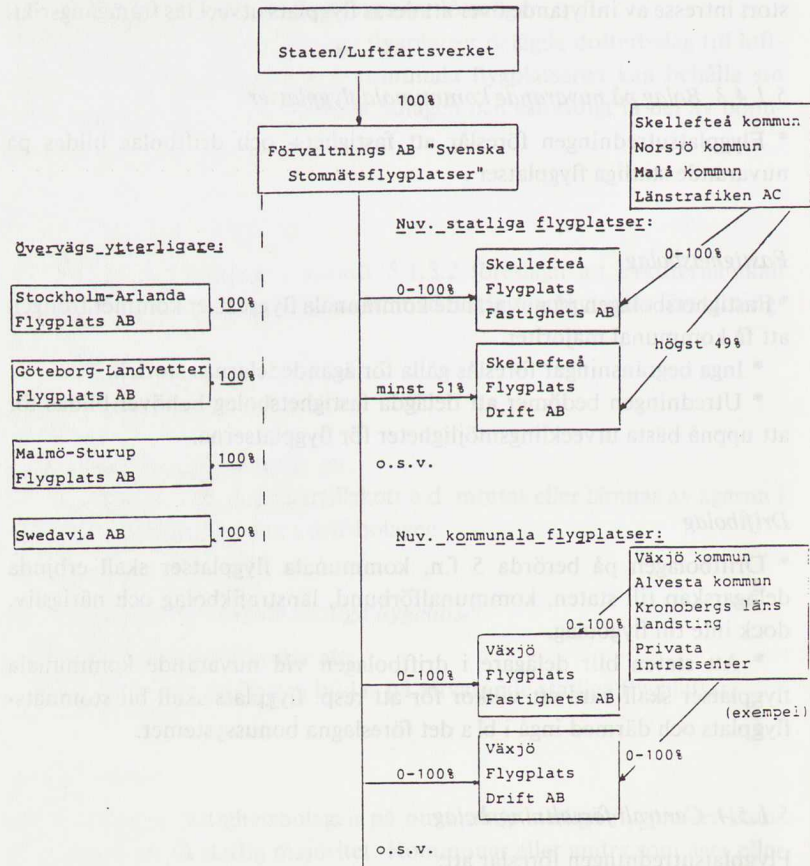 Staten/Luftfartsverket
100%
Förvaltnings AB "Svenska
Stomnätsflygplatser"
Skellefteå kommun
Norsjö kommun
Malå kommun
Länstrafiken AC
Nuv. statliga flygplatser:
Övervägs ytterligare:
Stockholm-Arlanda
Flygplats AB
100%
Göteborg-Landvetter
Flygplats AB
100%
Malmö-Sturup
Flygplats AB
100%
Swedavia AB
100%
0-100%
Skellefteå
Flygplats
Fastighets AB
0-100%
minst 51%
Skellefteå
Flygplats
Drift AB
högst 49%
o.s.v.
Nuv. kommunala flygplatser:
Växjö kommun
Alvesta kommun
Kronobergs läns
landsting
Privata
intressenter
(exempel)
0-100%
0-100%
Växjö
Flygplats
Fastighets AB
0-100%
Växjö
Flygplats
Drift AB
0-100%
o.s.v.